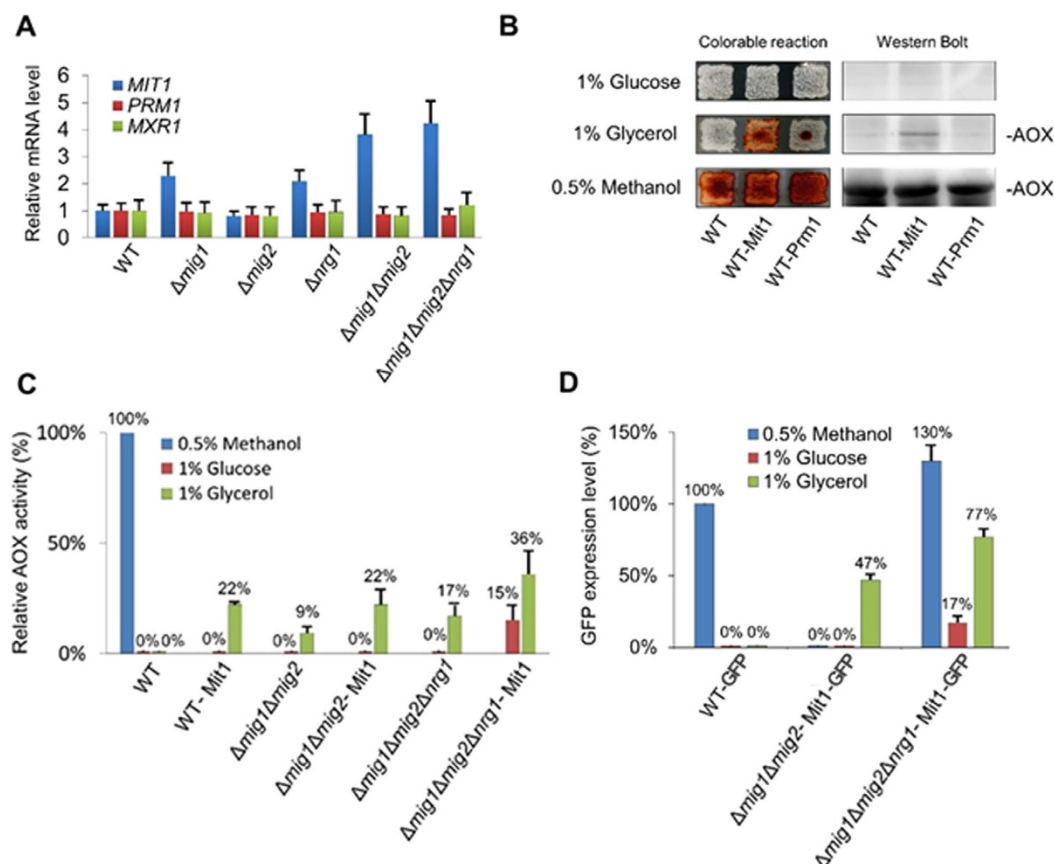 A
Relative mRNA level
6
5
4
3
2
1
0
MIT1
PRM1
MXR1
WT
Δmig1
Δmig2
Δnrg1
Δmig1Δmig2
Δmig1Δmig2Δnrg1
B
Colorable reaction
Western Bolt
1% Glucose
1% Glycerol
-AOX
0.5% Methanol
-AOX
WT
WT-Mit1
WT-Prm1
WT
WT-Mit1
WT-Prm1
C
Relative AOX activity (%)
100%
50%
0%
0.5% Methanol
1% Glucose
1% Glycerol
100%
0% 0%
0%
22%
0%
9%
0%
22%
0%
17%
15%
36%
WT
WT- Mit1
Δmig1Δmig2
Δmig1Δmig2- Mit1
Δmig1Δmig2Δnrg1
Δmig1Δmig2Δnrg1- Mit1
D
GFP expression level (%)
150%
100%
50%
0%
0.5% Methanol
1% Glucose
1% Glycerol
100%
0% 0%
0% 0%
47%
130%
17%
77%
WT-GFP
Δmig1Δmig2- Mit1-GFP
Δmig1Δmig2Δnrg1- Mit1-GFP